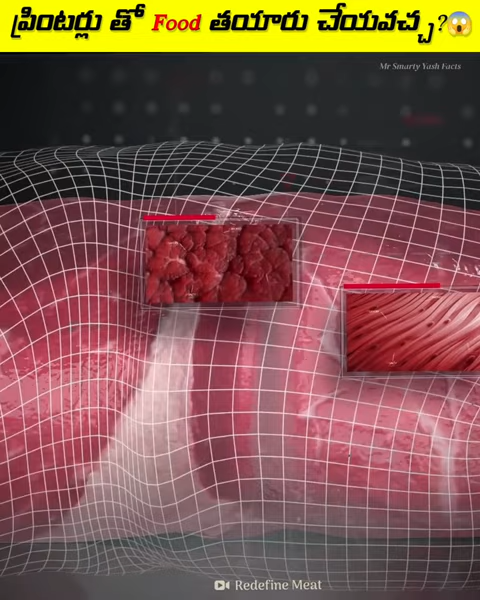 ప్రింటర్లు తో Food తయారు చేయవచ్చ?😱
Mr Smarty Yash Facts
Redefine Meat